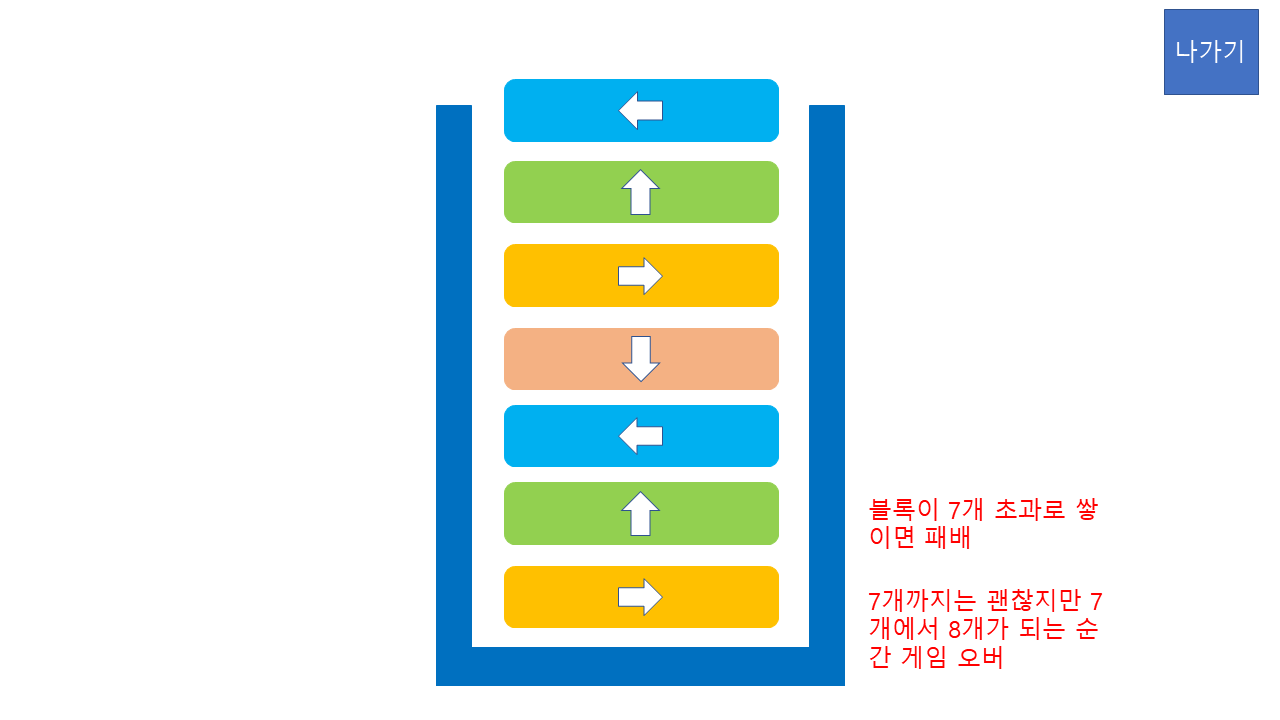 나가기
블록이 7개 초과로 쌓
이면 패배
7개까지는 괜찮지만 7
개에서 8개가 되는 순
간 게임 오버